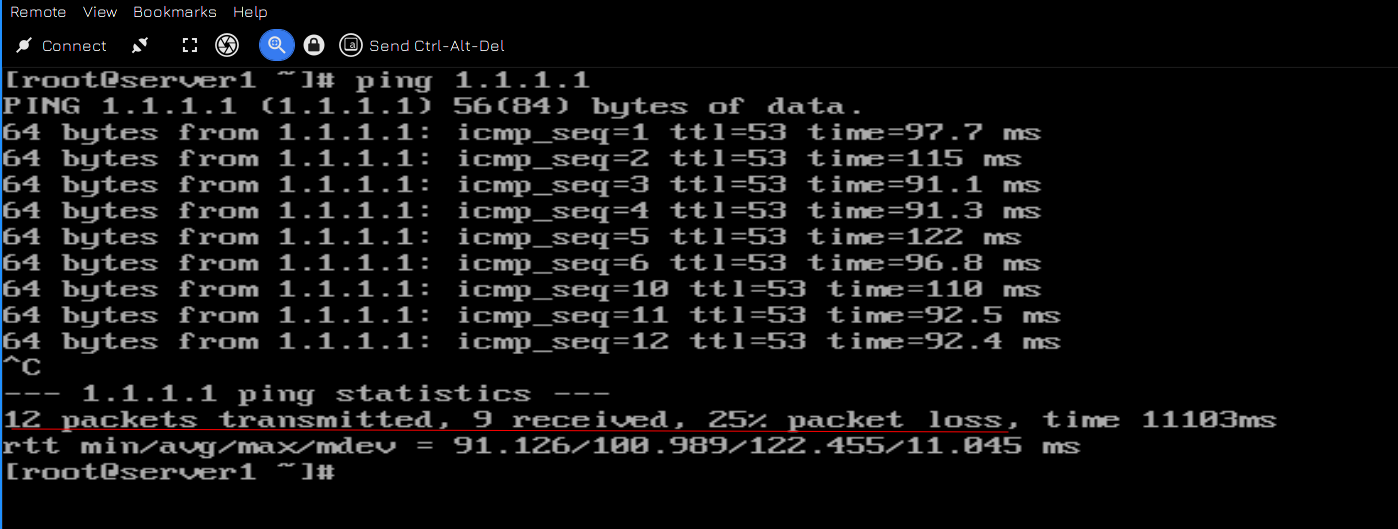 Remote View Bookmarks Help
Connect Send Ctrl-Alt-Del
[root@server1 ~]# ping 1.1.1.1
PING 1.1.1.1 (1.1.1.1) 56(84) bytes of data.
64 bytes from 1.1.1.1: icmp_seq=1 ttl=53 time=97.7 ms
64 bytes from 1.1.1.1: icmp_seq=2 ttl=53 time=115 ms
64 bytes from 1.1.1.1: icmp_seq=3 ttl=53 time=91.1 ms
64 bytes from 1.1.1.1: icmp_seq=4 ttl=53 time=91.3 ms
64 bytes from 1.1.1.1: icmp_seq=5 ttl=53 time=122 ms
64 bytes from 1.1.1.1: icmp_seq=6 ttl=53 time=96.8 ms
64 bytes from 1.1.1.1: icmp_seq=10 ttl=53 time=110 ms
64 bytes from 1.1.1.1: icmp_seq=11 ttl=53 time=92.5 ms
64 bytes from 1.1.1.1: icmp_seq=12 ttl=53 time=92.4 ms
^C
--- 1.1.1.1 ping statistics ---
12 packets transmitted, 9 received, 25% packet loss, time 11103ms
rtt min/avg/max/mdev = 91.126/100.989/122.455/11.045 ms
[root@server1 ~]#